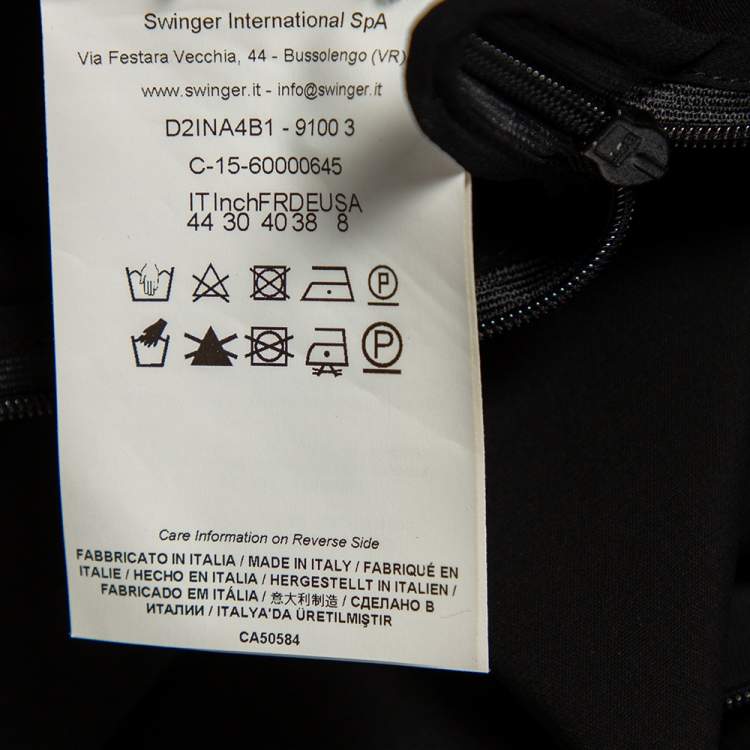 Swinger International SpA
Via Festara Vecchia, 44 - Bussolengo (VR)
www.swinger.it - info@swinger.it
D2INA4B1 - 9100 3
C-15-60000645
IT Inch FR DE USA
44 30 40 38 8
P
P
Care Information on Reverse Side
FABBRICATO IN ITALIA / MADE IN ITALY / FABRIQUÉ EN
ITALIE / HECHO EN ITALIA / HERGESTELLT IN ITALIEN /
FABRICADO EM ITÁLIA / 意大利制造 / СДЕЛАНО В
ИТАЛИИ / ITALYA'DA ÜRETILMIŞTIR
CA50584